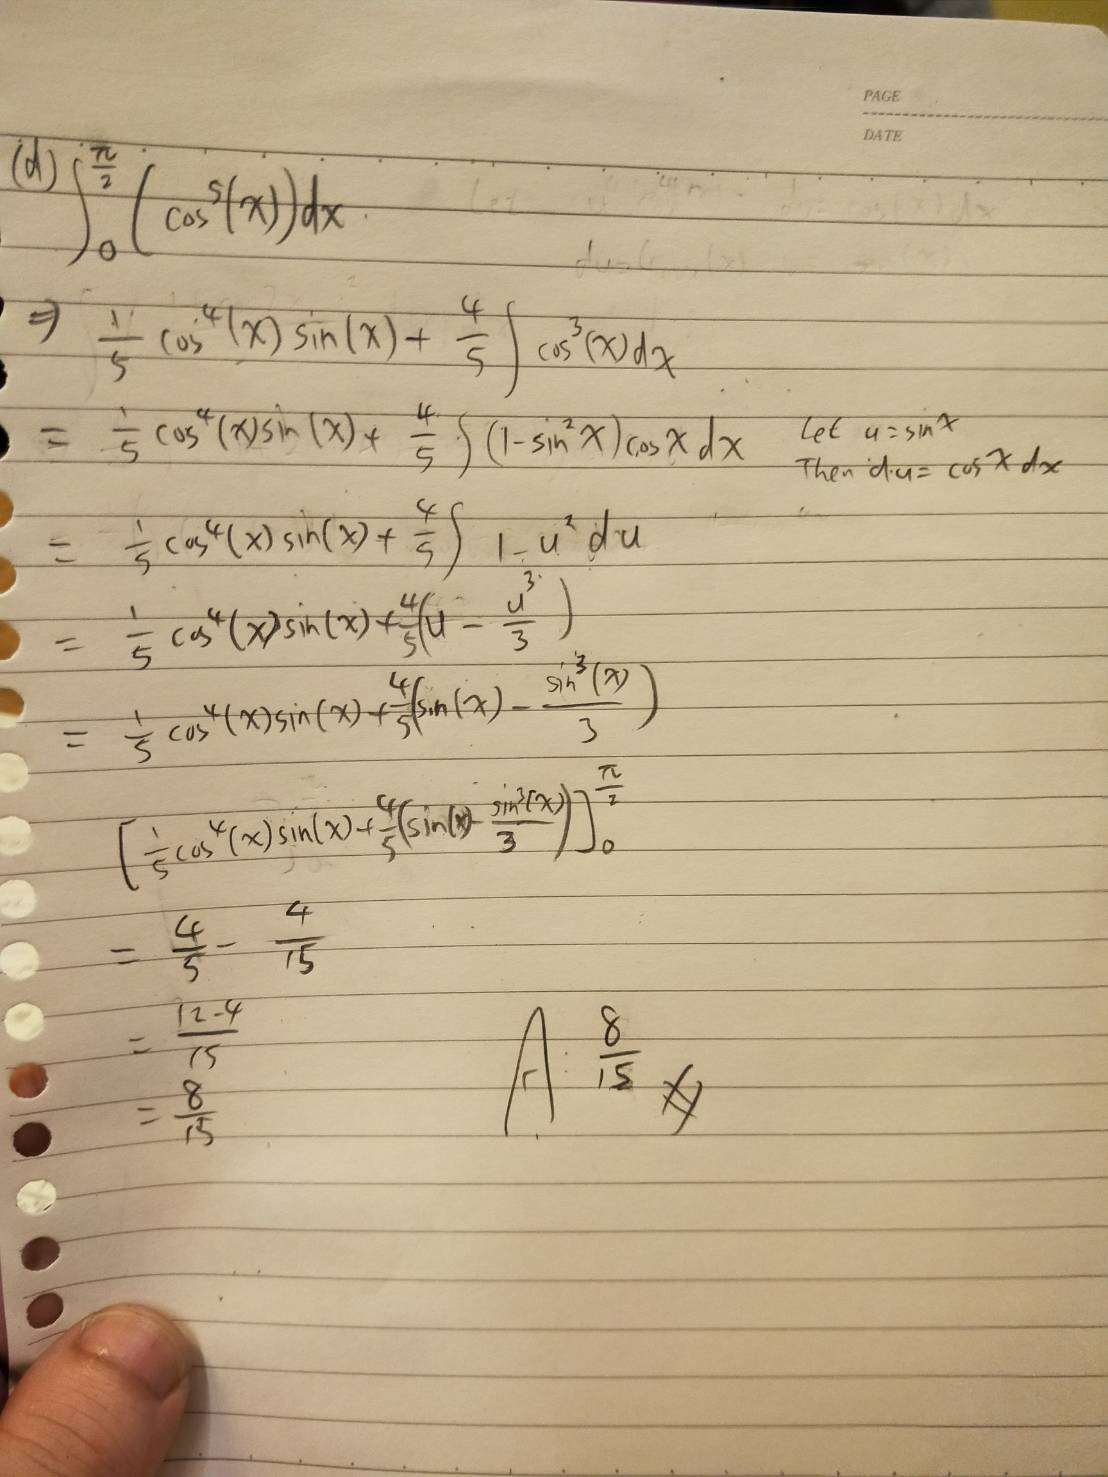 PAGE
DATE
(d) ∫₀^(π/2) (cos⁵(x)) dx.
⇒ 1/5 cos⁴(x) sin(x) + 4/5 ∫ cos³(x) dx
= 1/5 cos⁴(x) sin(x) + 4/5 ∫ (1-sin²x) cosx dx Let u = sinx
Then du = cosx dx
= 1/5 cos⁴(x) sin(x) + 4/5 ∫ 1-u² du
= 1/5 cos⁴(x) sin(x) + 4/5 (u - u³/3)
= 1/5 cos⁴(x) sin(x) + 4/5 (sin(x) - sin³(x)/3)
[1/5 cos⁴(x) sin(x) + 4/5 (sin(x) - sin³(x)/3)]₀^(π/2)
= 4/5 - 4/15
= (12-4)/15
= 8/15
A: 8/15